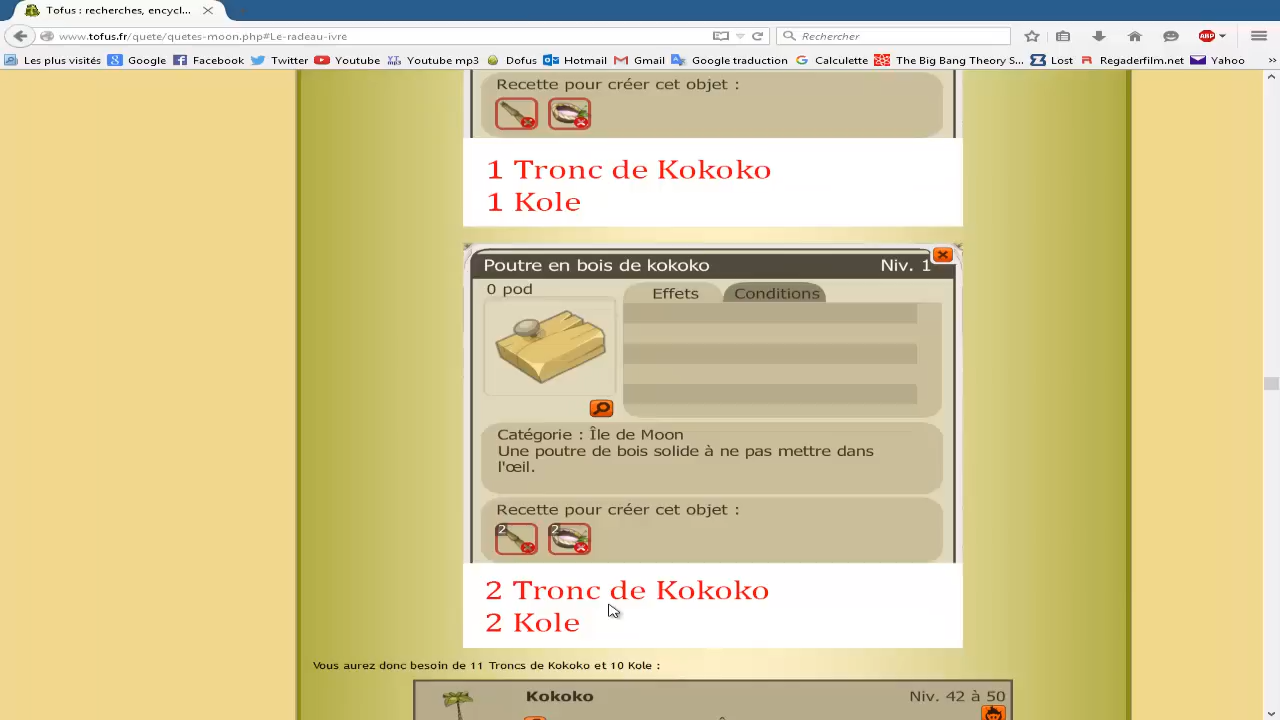 Tofus : recherches, encycl...
www.tofus.fr/quete/quetes-moon.php#Le-radeau-ivre
Rechercher
ABP
Les plus visités
Google
Facebook
Twitter
Youtube
Youtube mp3
Dofus
Hotmail
Gmail
Google traduction
Calculette
The Big Bang Theory S...
Lost
Regaderfilm.net
Yahoo
Recette pour créer cet objet :
1 Tronc de Kokoko
1 Kole
Poutre en bois de kokoko
Niv. 1
0 pod
Effets
Conditions
Catégorie : Île de Moon
Une poutre de bois solide à ne pas mettre dans
l'œil.
Recette pour créer cet objet :
2
2
2 Tronc de Kokoko
2 Kole
Vous aurez donc besoin de 11 Troncs de Kokoko et 10 Kole :
Kokoko
Niv. 42 à 50